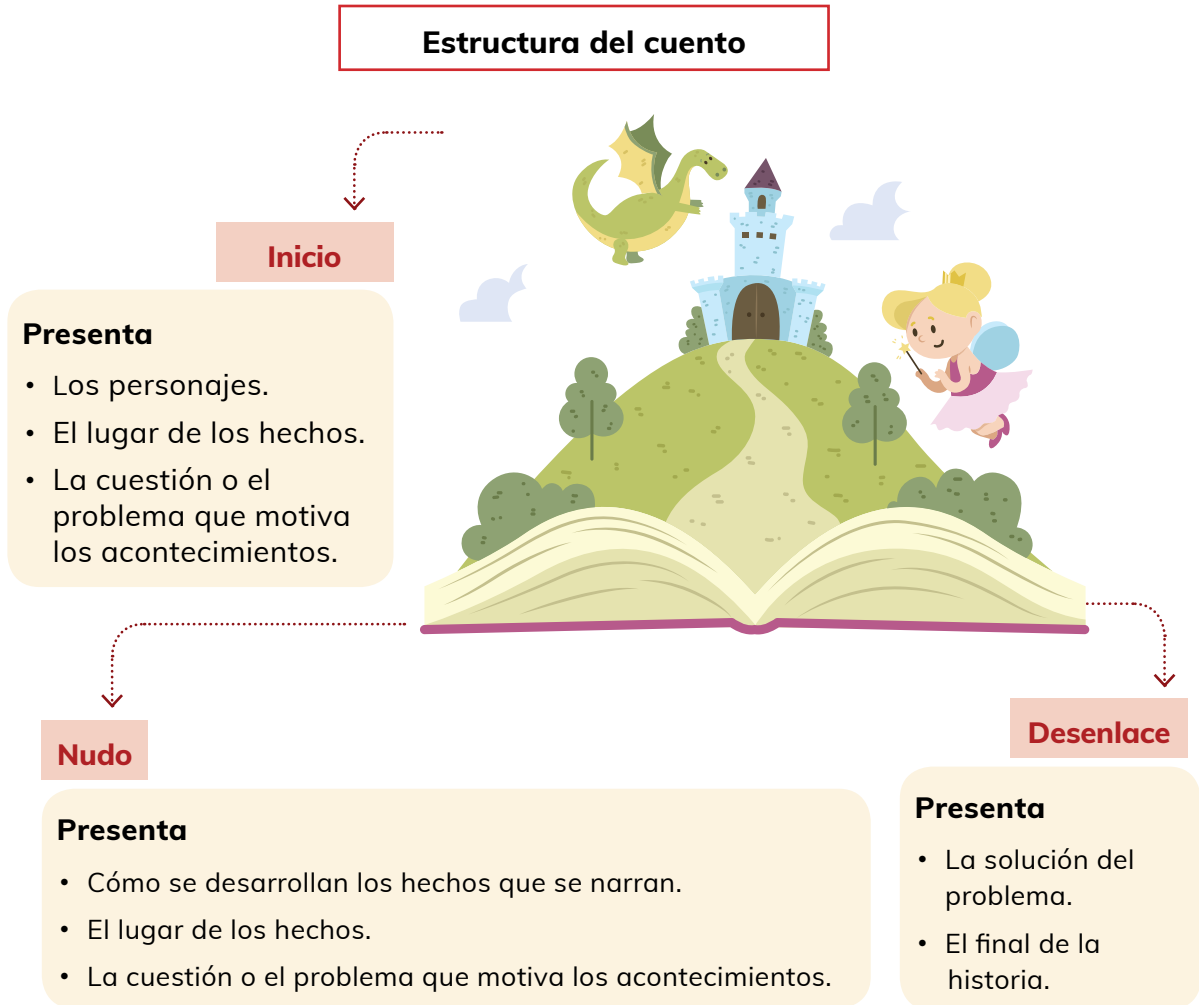 Estructura del cuento
Inicio
Presenta
• Los personajes.
• El lugar de los hechos.
• La cuestión o el
problema que motiva
los acontecimientos.
Nudo
Presenta
• Cómo se desarrollan los hechos que se narran.
• El lugar de los hechos.
• La cuestión o el problema que motiva los acontecimientos.
Desenlace
Presenta
• La solución del
problema.
• El final de la
historia.